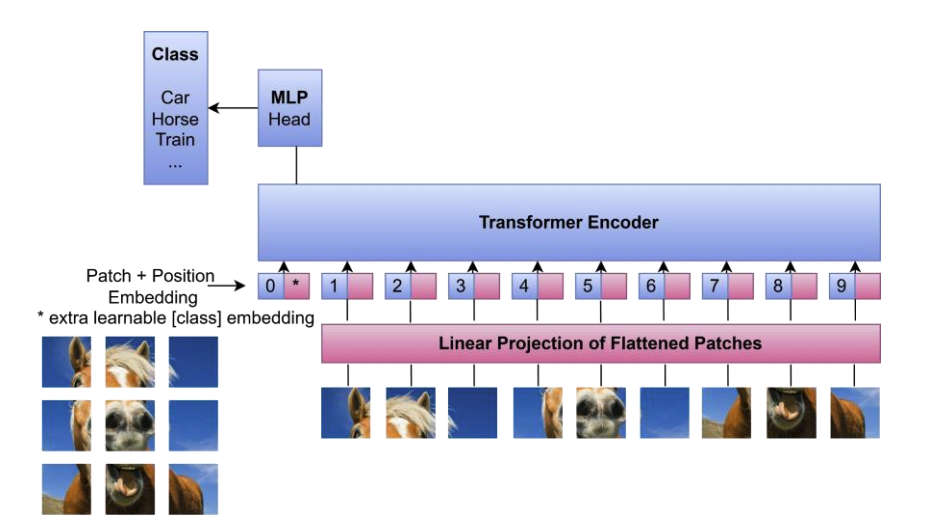 Class
Car
Horse
Train
...
MLP
Head
Transformer Encoder
Patch + Position
Embedding
* extra learnable [class] embedding
0 * 1 2 3 4 5 6 7 8 9
Linear Projection of Flattened Patches